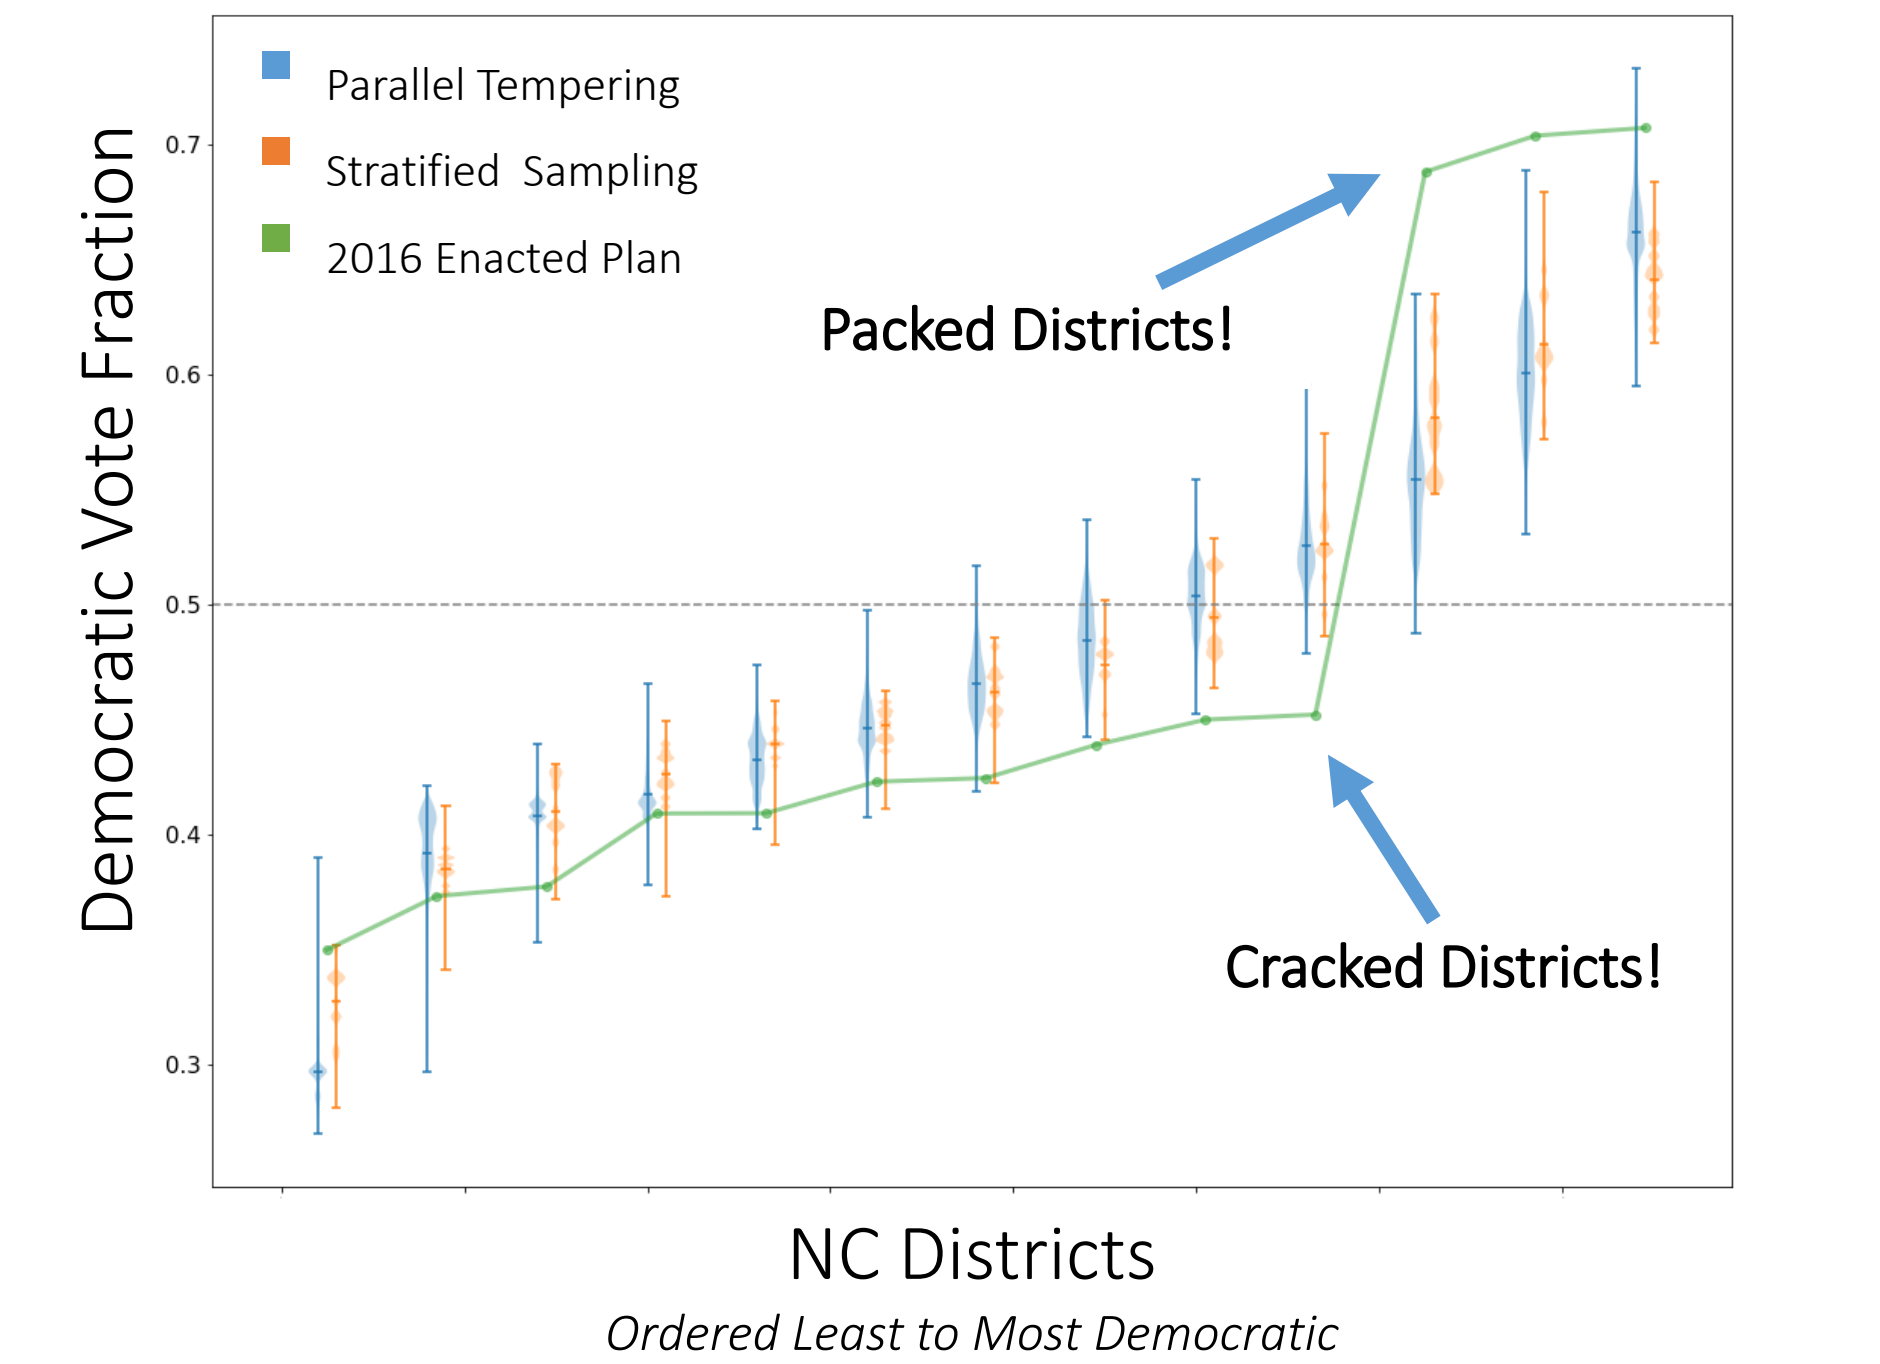 Parallel Tempering
Stratified  Sampling
2016 Enacted Plan
Packed Districts!
Cracked Districts!
Democratic Vote Fraction
0.7
0.6
0.5
0.4
0.3
NC Districts
Ordered Least to Most Democratic